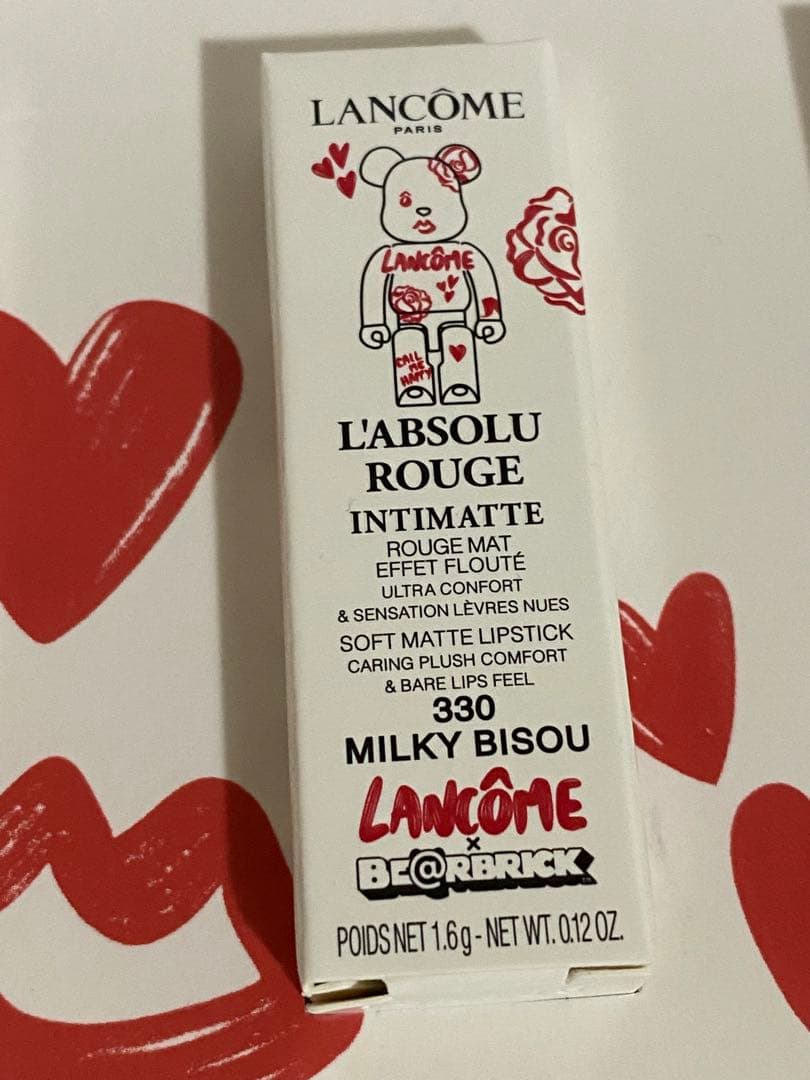 LANCÔME
PARIS
LANCÔME
CALL
ME
HAPPY
L'ABSOLU
ROUGE
INTIMATTE
ROUGE MAT
EFFET FLOUTÉ
ULTRA CONFORT
& SENSATION LÈVRES NUES
SOFT MATTE LIPSTICK
CARING PLUSH COMFORT
& BARE LIPS FEEL
330
MILKY BISOU
LANCÔME
×
BE@RBRICK
POIDS NET 1.6g - NET WT. 0.12 OZ.